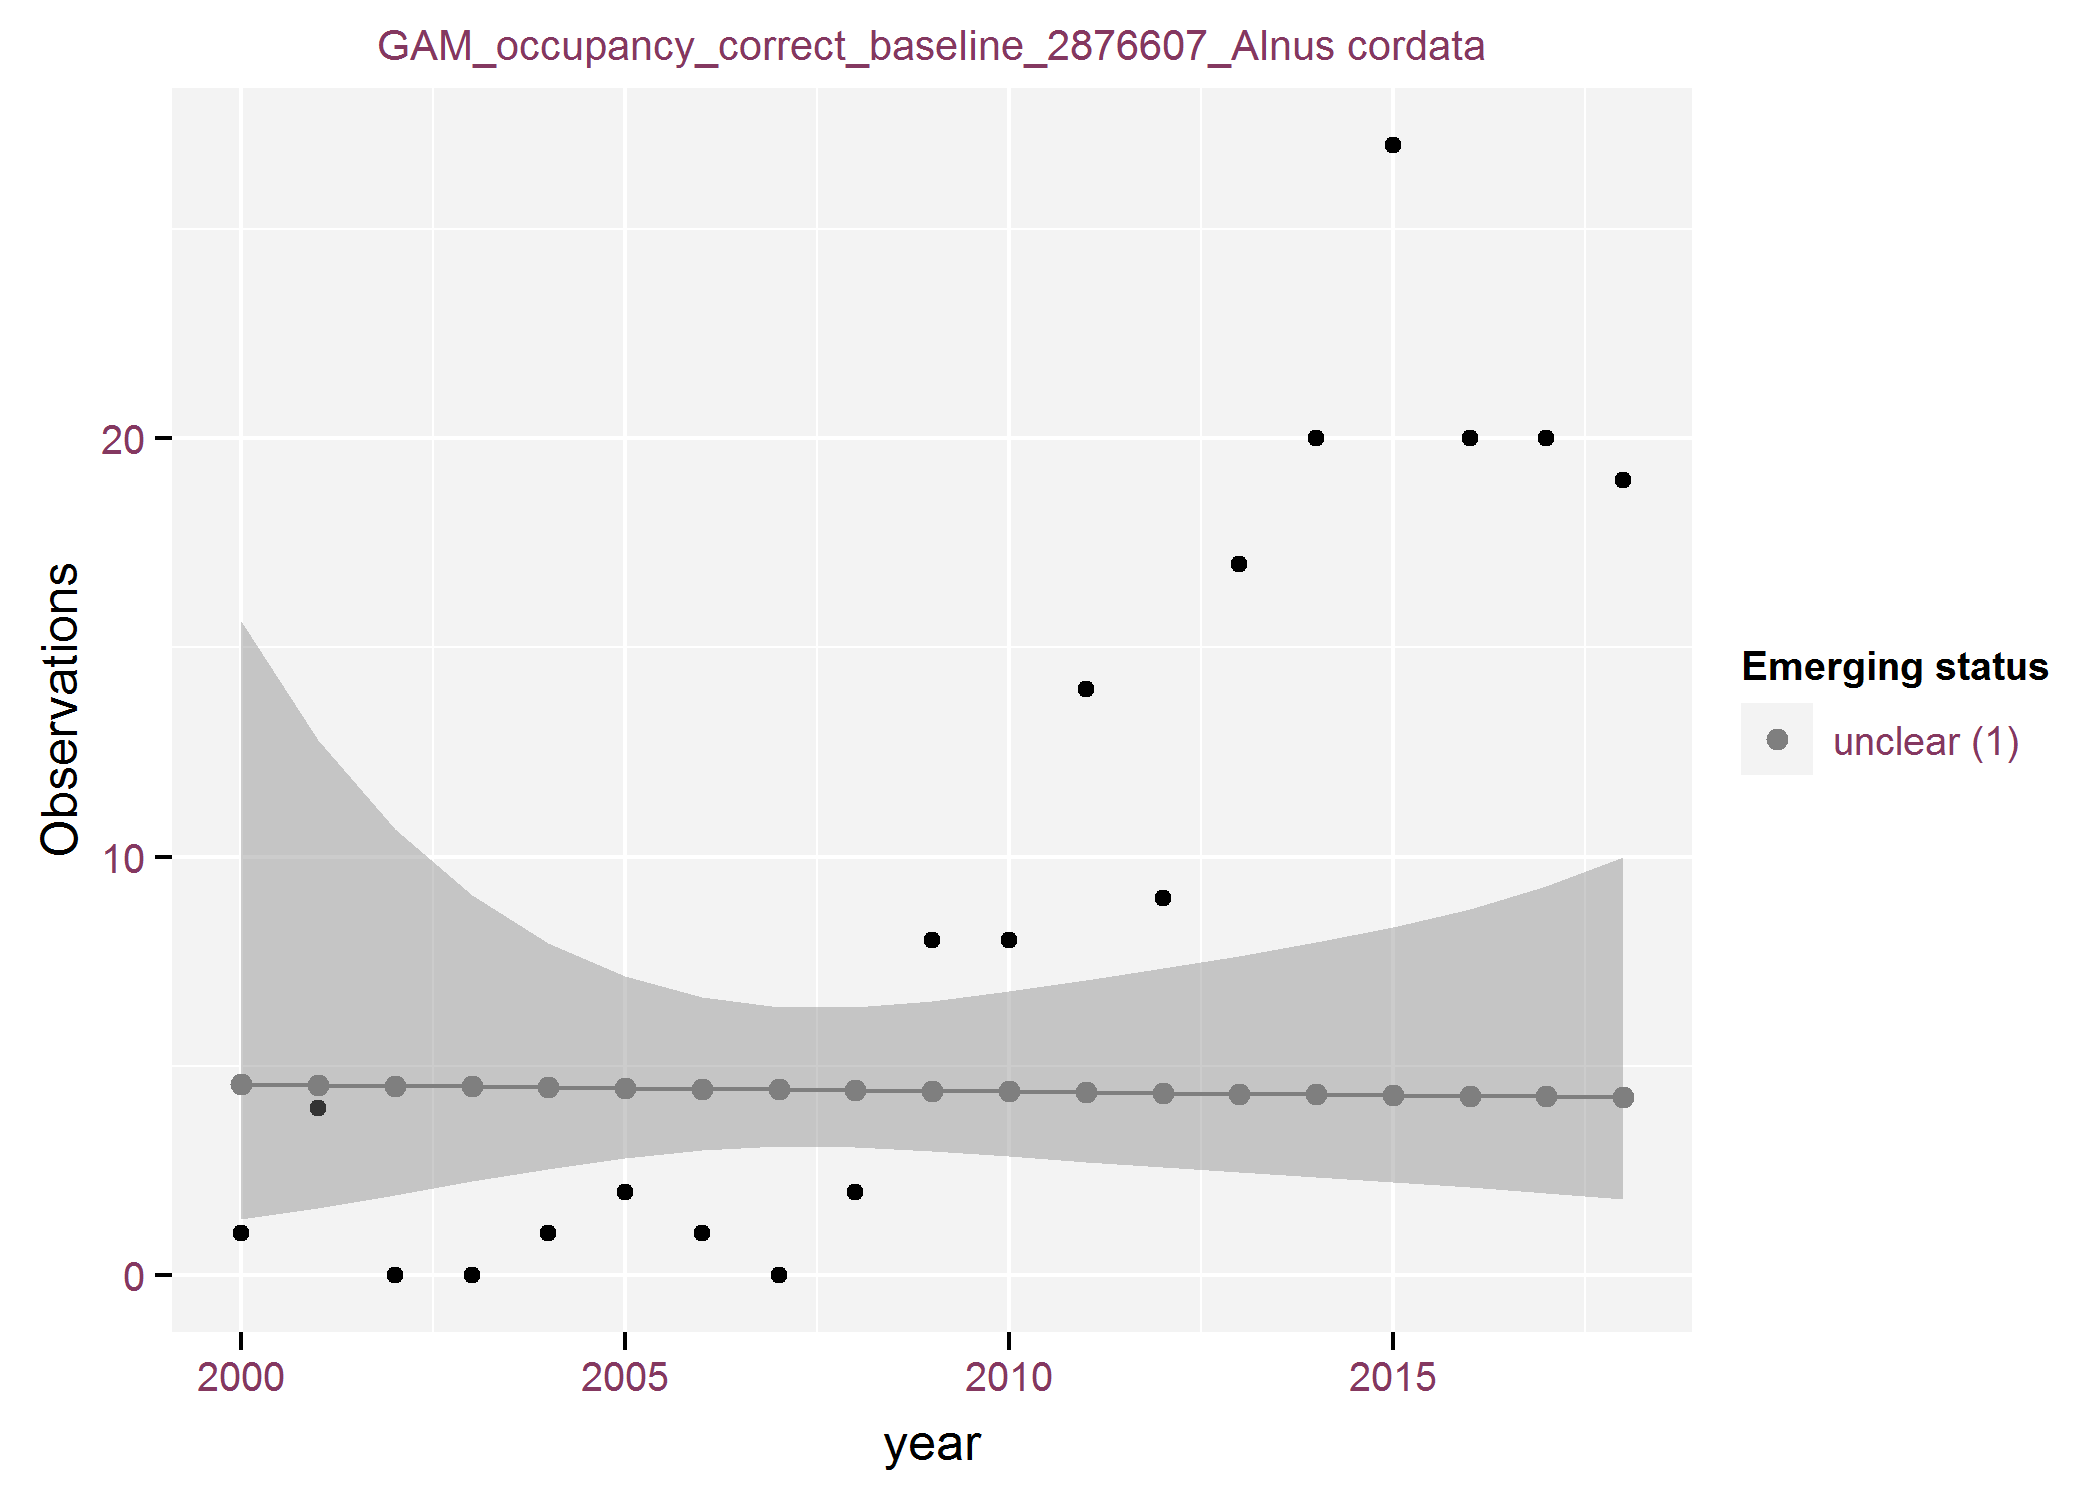 GAM_occupancy_correct_baseline_2876607_Alnus cordata
Observations
20
10
0
2000 2005 2010 2015
year
Emerging status
unclear (1)